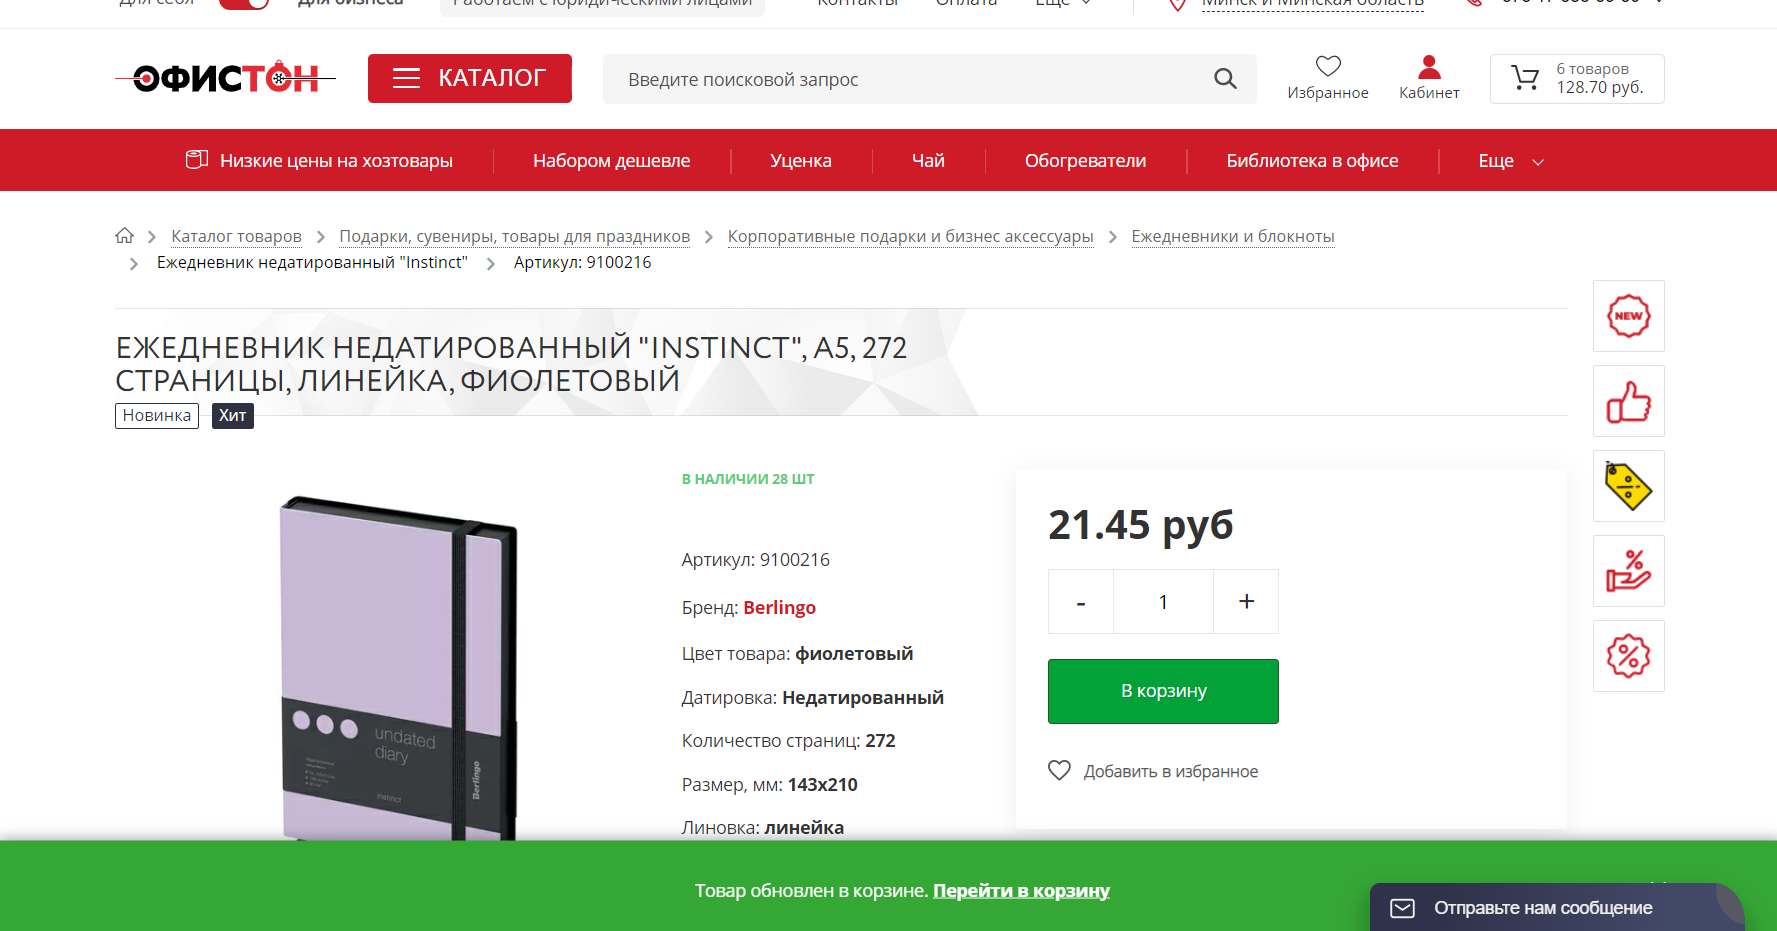 Для себя
Для бизнеса
Работаем с юридическими лицами
Контакты
Оплата
Еще
Минск и Минская область
ОФИСТОН
КАТАЛОГ
Введите поисковой запрос
Избранное
Кабинет
6 товаров
128.70 руб.
Низкие цены на хозтовары
Набором дешевле
Уценка
Чай
Обогреватели
Библиотека в офисе
Еще
Каталог товаров
Подарки, сувениры, товары для праздников
Корпоративные подарки и бизнес аксессуары
Ежедневники и блокноты
Ежедневник недатированный "Instinct"
Артикул: 9100216
NEW
ЕЖЕДНЕВНИК НЕДАТИРОВАННЫЙ "INSTINCT", А5, 272
СТРАНИЦЫ, ЛИНЕЙКА, ФИОЛЕТОВЫЙ
Новинка
Хит
undated
diary
instinct
Berlingo
В НАЛИЧИИ 28 ШТ
Артикул: 9100216
Бренд: Berlingo
Цвет товара: фиолетовый
Датировка: Недатированный
Количество страниц: 272
Размер, мм: 143x210
Линовка: линейка
21.45 руб
- 1 +
В корзину
Добавить в избранное
Товар обновлен в корзине. Перейти в корзину
Отправьте нам сообщение